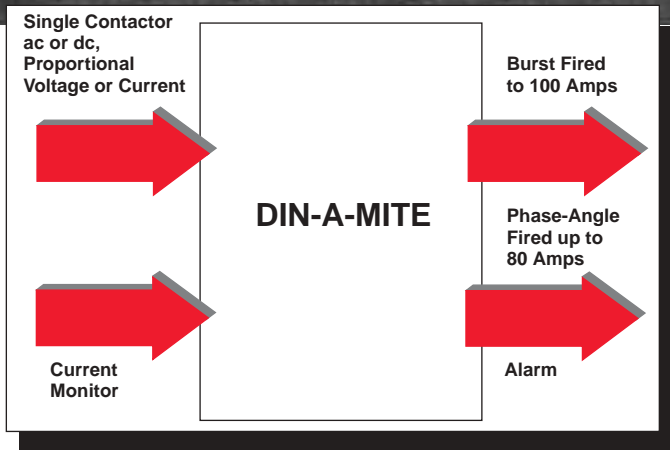 Single Contactor
ac or dc,
Proportional
Voltage or Current
Burst Fired
to 100 Amps
DIN-A-MITE
Phase-Angle
Fired up to
80 Amps
Current
Monitor
Alarm